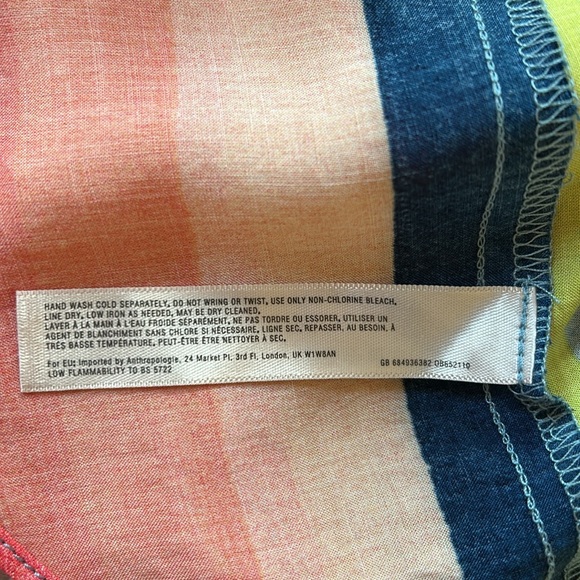 HAND WASH COLD SEPARATELY, DO NOT WRING OR TWIST, USE ONLY NON-CHLORINE BLEACH,
LINE DRY, LOW IRON AS NEEDED, MAY BE DRY CLEANED.
LAVER À LA MAIN À L'EAU FROIDE SÉPARÉMENT, NE PAS TORDRE OU ESSORER, UTILISER UN
AGENT DE BLANCHIMENT SANS CHLORE SI NÉCESSAIRE, LIGNE SEC, REPASSER. AU BESOIN, À
TRÈS BASSE TEMPÉRATURE, PEUT-ÊTRE ÊTRE NETTOYER À SEC.
For EU; Imported by Anthropologie, 24 Market Pl. 3rd Fl, London, UK W1W8AN GB 684936382 OB652110
LOW FLAMMABILITY TO BS 5722